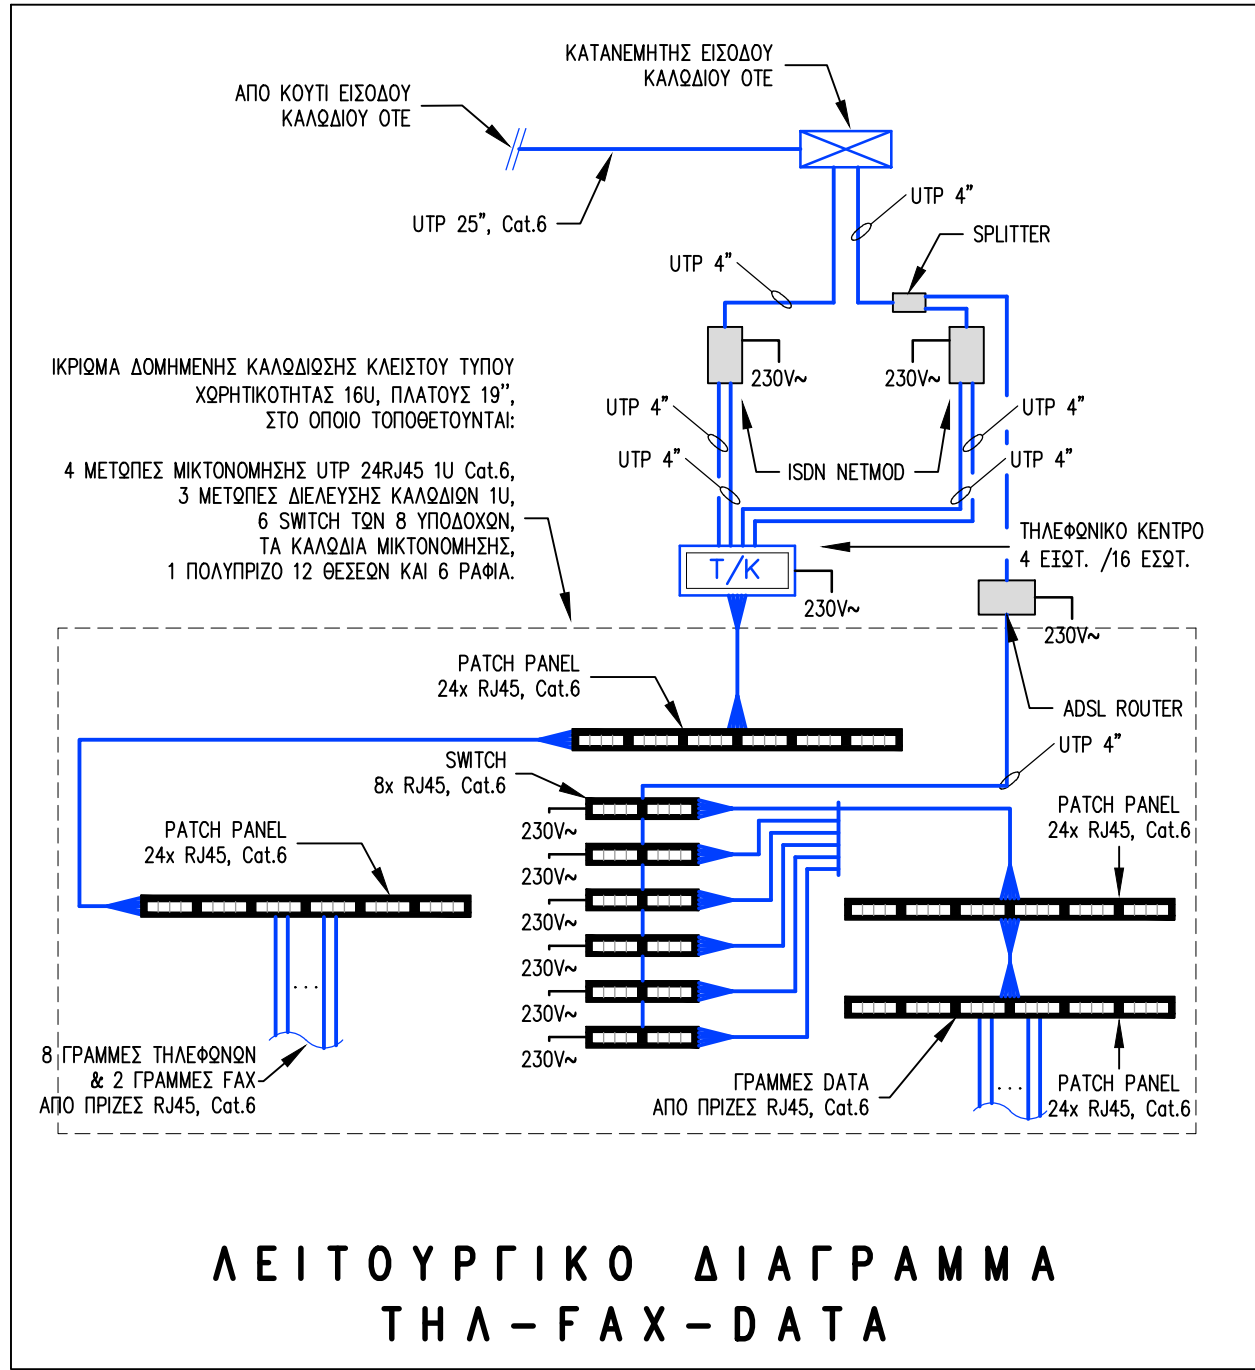 ΚΑΤΑΝΕΜΗΤΗΣ ΕΙΣΟΔΟΥ
ΚΑΛΩΔΙΟΥ ΟΤΕ
ΑΠΟ ΚΟΥΤΙ ΕΙΣΟΔΟΥ
ΚΑΛΩΔΙΟΥ ΟΤΕ
UTP 25", Cat.6
UTP 4"
SPLITTER
UTP 4"
230V~
230V~
ΙΚΡΙΩΜΑ ΔΟΜΗΜΕΝΗΣ ΚΑΛΩΔΙΩΣΗΣ ΚΛΕΙΣΤΟΥ ΤΥΠΟΥ
ΧΩΡΗΤΙΚΟΤΗΤΑΣ 16U, ΠΛΑΤΟΥΣ 19'',
ΣΤΟ ΟΠΟΙΟ ΤΟΠΟΘΕΤΟΥΝΤΑΙ:
4 ΜΕΤΩΠΕΣ ΜΙΚΤΟΝΟΜΗΣΗΣ UTP 24RJ45 1U Cat.6,
3 ΜΕΤΩΠΕΣ ΔΙΕΛΕΥΣΗΣ ΚΑΛΩΔΙΩΝ 1U,
6 SWITCH ΤΩΝ 8 ΥΠΟΔΟΧΩΝ,
ΤΑ ΚΑΛΩΔΙΑ ΜΙΚΤΟΝΟΜΗΣΗΣ,
1 ΠΟΛΥΠΡΙΖΟ 12 ΘΕΣΕΩΝ ΚΑΙ 6 ΡΑΦΙΑ.
UTP 4"
UTP 4"
UTP 4"
ISDN NETMOD
UTP 4"
ΤΗΛΕΦΩΝΙΚΟ ΚΕΝΤΡΟ
4 ΕΞΩΤ. /16 ΕΣΩΤ.
T/K
230V~
230V~
PATCH PANEL
24x RJ45, Cat.6
ADSL ROUTER
UTP 4"
SWITCH
8x RJ45, Cat.6
230V~
230V~
230V~
230V~
230V~
230V~
PATCH PANEL
24x RJ45, Cat.6
PATCH PANEL
24x RJ45, Cat.6
...
8 ΓΡΑΜΜΕΣ ΤΗΛΕΦΩΝΩΝ
& 2 ΓΡΑΜΜΕΣ FAX
ΑΠΟ ΠΡΙΖΕΣ RJ45, Cat.6
ΓΡΑΜΜΕΣ DATA
ΑΠΟ ΠΡΙΖΕΣ RJ45, Cat.6
...
PATCH PANEL
24x RJ45, Cat.6
ΛΕΙΤΟΥΡΓΙΚΟ ΔΙΑΓΡΑΜΜΑ
ΤΗΛ-FAX-DATA